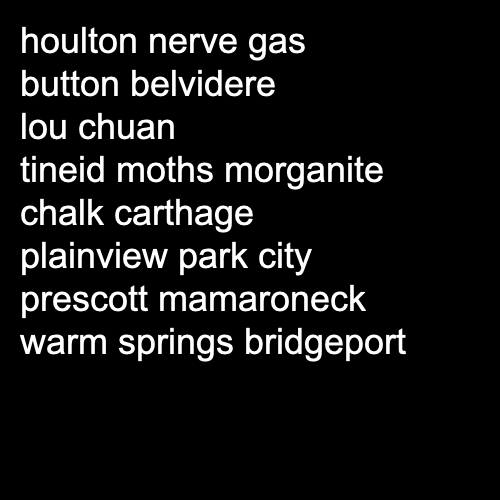 houlton nerve gas
button belvidere
lou chuan
tineid moths morganite
chalk carthage
plainview park city
prescott mamaroneck
warm springs bridgeport